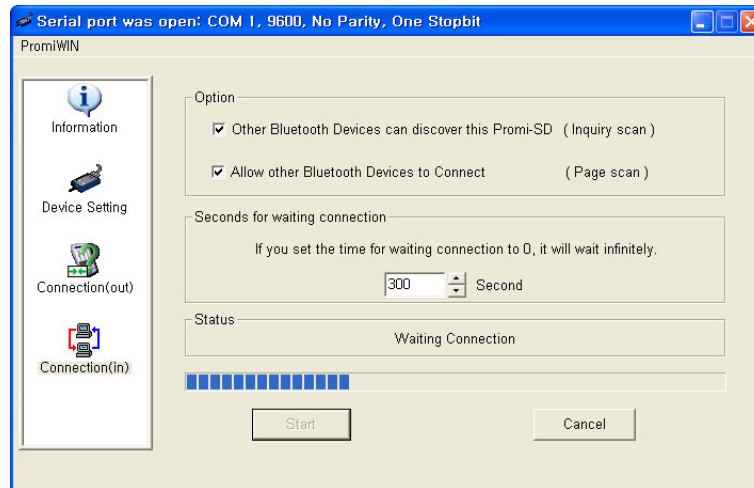 Serial port was open: COM 1, 9600, No Parity, One Stopbit
PromiWIN
Information
Device Setting
Connection(out)
Connection(in)
Option
Other Bluetooth Devices can discover this Promi-SD ( Inquiry scan )
Allow other Bluetooth Devices to Connect ( Page scan )
Seconds for waiting connection
If you set the time for waiting connection to 0, it will wait infinitely.
300 Second
Status
Waiting Connection
Start Cancel